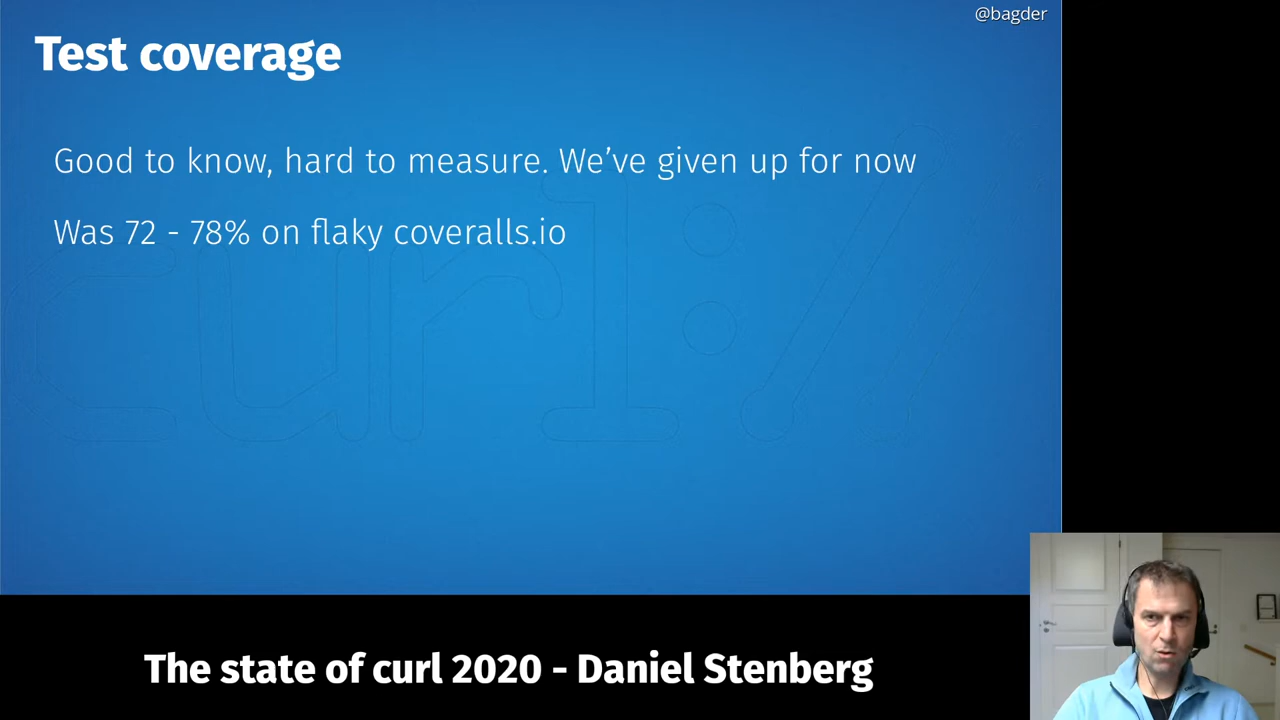 @bagder
Test coverage
Good to know, hard to measure. We’ve given up for now
Was 72 - 78% on flaky coveralls.io
curl://
The state of curl 2020 - Daniel Stenberg